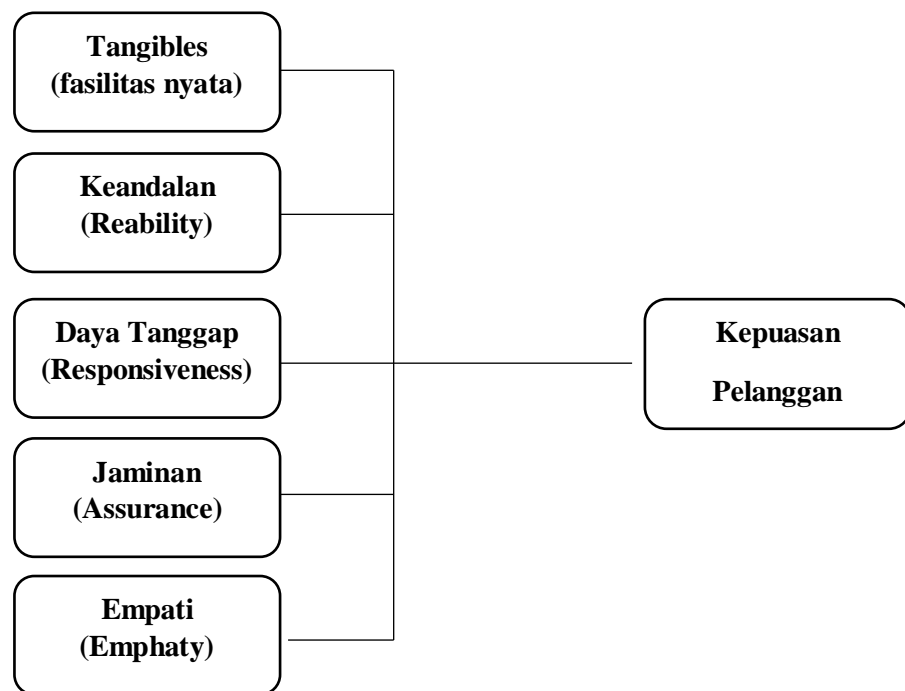 Tangibles
(fasilitas nyata)
Keandalan
(Reability)
Daya Tanggap
(Responsiveness)
Jaminan
(Assurance)
Empati
(Emphaty)
Kepuasan
Pelanggan